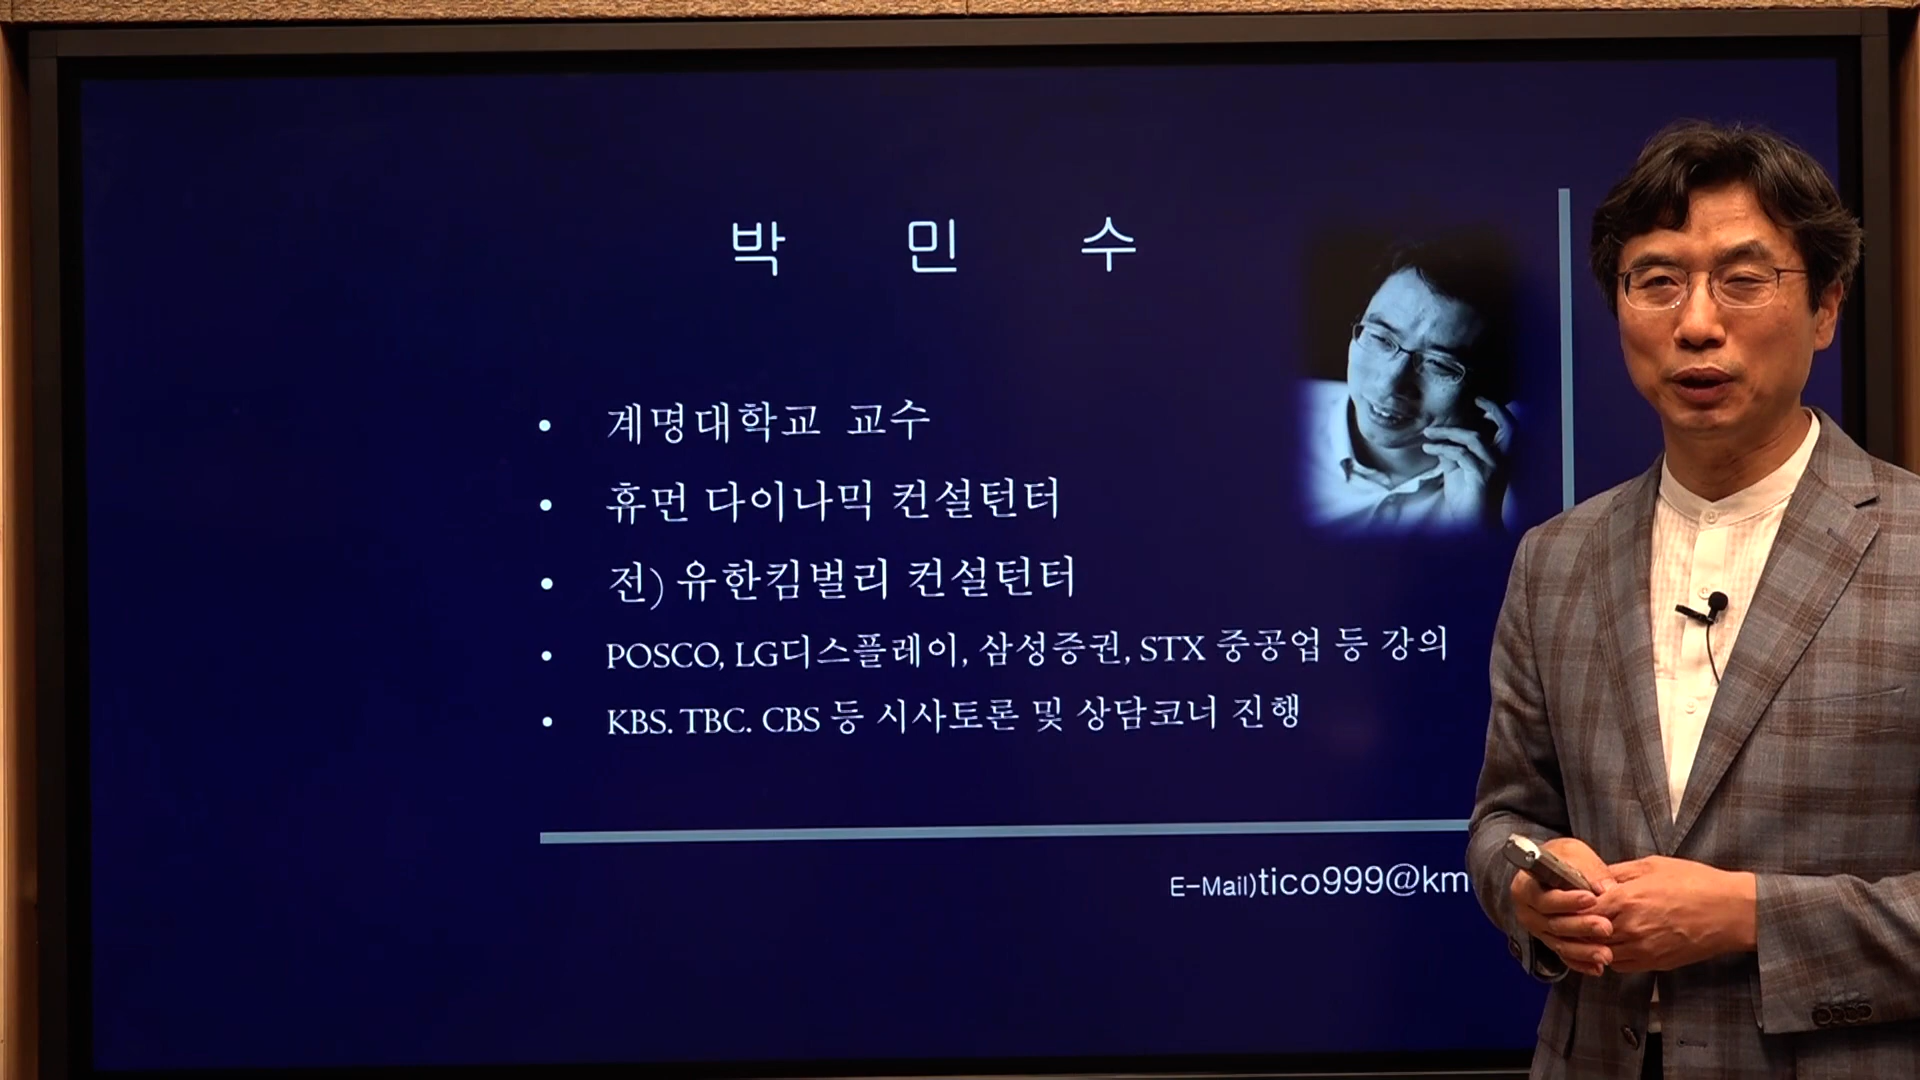 박 민 수
• 계명대학교 교수
• 휴먼 다이나믹 컨설턴터
• 전) 유한킴벌리 컨설턴터
• POSCO, LG디스플레이, 삼성증권, STX 중공업 등 강의
• KBS. TBC. CBS 등 시사토론 및 상담코너 진행
E-Mail)tico999@km